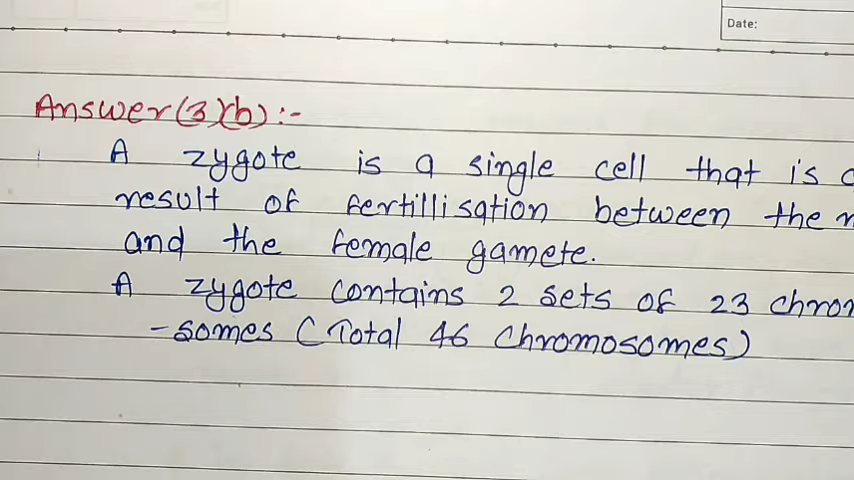 Date:
Answer(3)(b):-
A zygote is a single cell that is
result of fertillisation between the
and the female gamete.
A zygote contains 2 sets of 23 chrom
-somes (Total 46 Chromosomes)